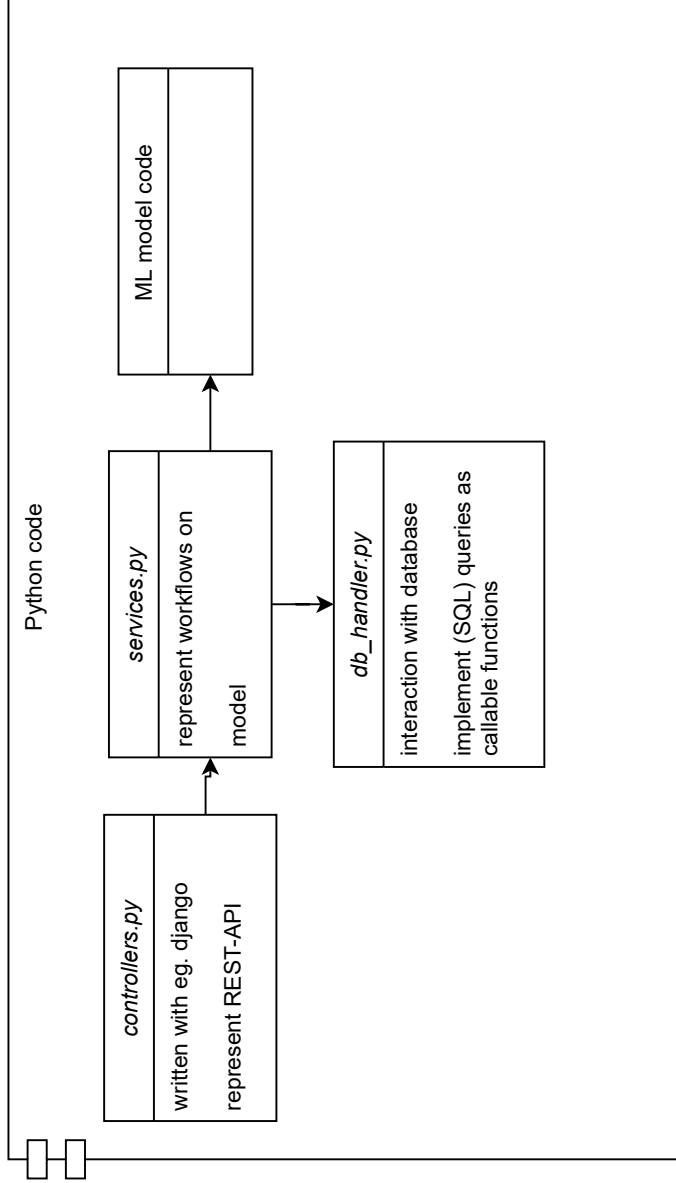 Python code
controllers.py
written with eg. django
represent REST-API
services.py
represent workflows on
model
ML model code
db_handler.py
interaction with database
implement (SQL) queries as
callable functions